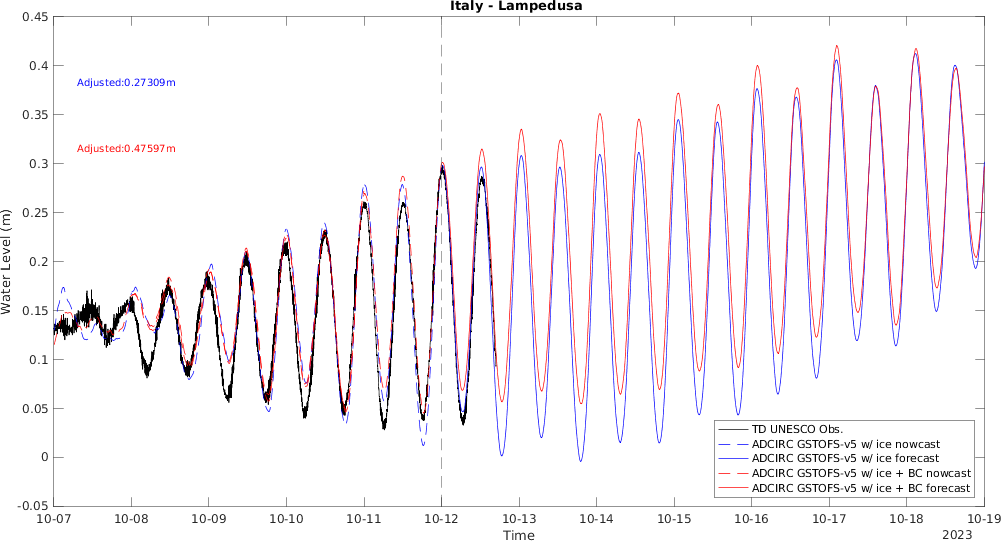 Italy - Lampedusa
0.45
0.4
0.35
0.3
0.25
0.2
0.15
0.1
0.05
0
-0.05
Water Level (m)
Adjusted:0.27309m
Adjusted:0.47597m
TD UNESCO Obs.
ADCIRC GSTOFS-v5 w/ ice nowcast
ADCIRC GSTOFS-v5 w/ ice forecast
ADCIRC GSTOFS-v5 w/ ice + BC nowcast
ADCIRC GSTOFS-v5 w/ ice + BC forecast
10-07 10-08 10-09 10-10 10-11 10-12 10-13 10-14 10-15 10-16 10-17 10-18 10-19
Time
2023